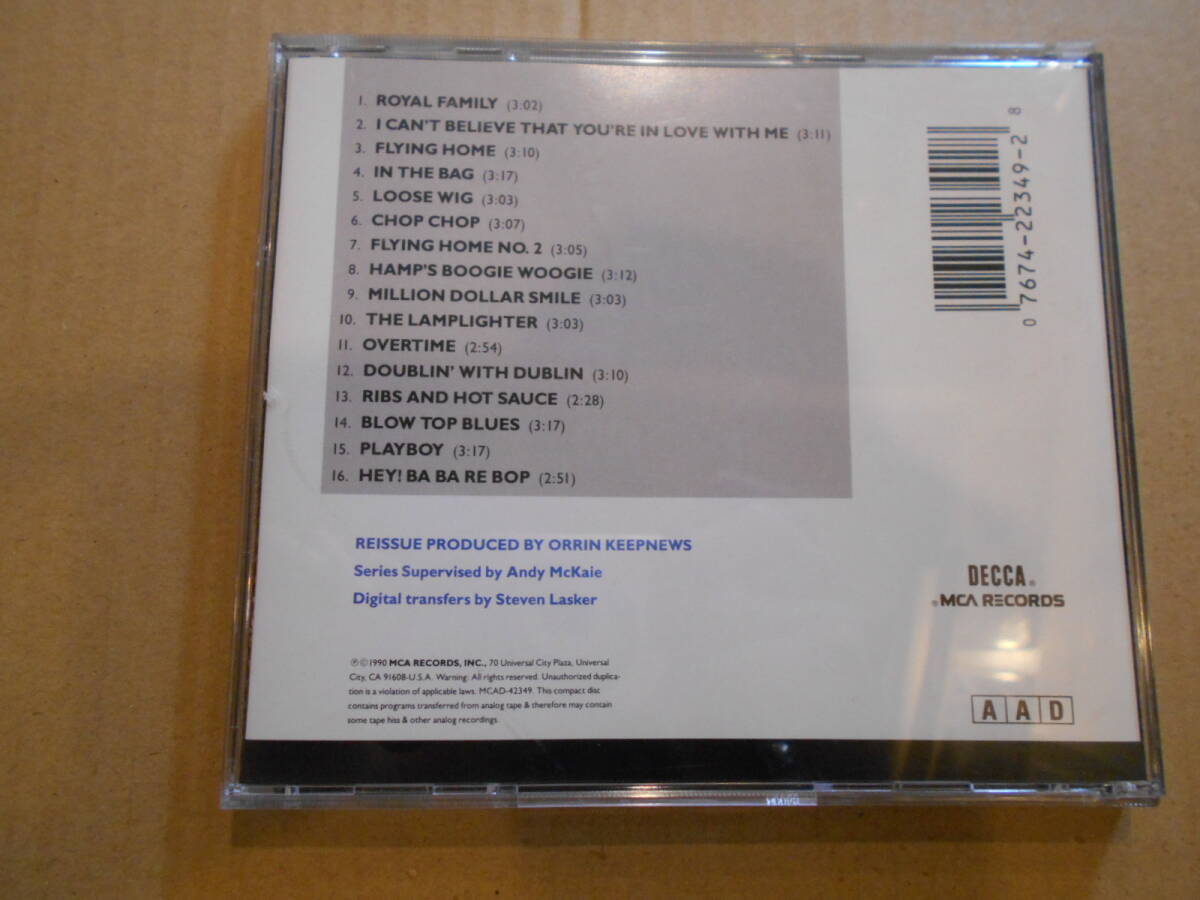 1. ROYAL FAMILY (3:02)
2. I CAN'T BELIEVE THAT YOU'RE IN LOVE WITH ME (3:11)
3. FLYING HOME (3:10)
4. IN THE BAG (3:17)
5. LOOSE WIG (3:03)
6. CHOP CHOP (3:07)
7. FLYING HOME NO. 2 (3:05)
8. HAMP'S BOOGIE WOOGIE (3:12)
9. MILLION DOLLAR SMILE (3:03)
10. THE LAMPLIGHTER (3:03)
11. OVERTIME (2:54)
12. DOUBLIN' WITH DUBLIN (3:10)
13. RIBS AND HOT SAUCE (2:28)
14. BLOW TOP BLUES (3:17)
15. PLAYBOY (3:17)
16. HEY! BA BA RE BOP (2:51)
0 7674-22349-2 8
REISSUE PRODUCED BY ORRIN KEEPNEWS
Series Supervised by Andy McKaie
Digital transfers by Steven Lasker
DECCA®
®MCA RECORDS
℗©1990 MCA RECORDS, INC., 70 Universal City Plaza, Universal
City, CA 91608-U.S.A. Warning: All rights reserved. Unauthorized duplica-
tion is a violation of applicable laws. MCAD-42349. This compact disc
contains programs transferred from analog tape & therefore may contain
some tape hiss & other analog recordings.
A A D